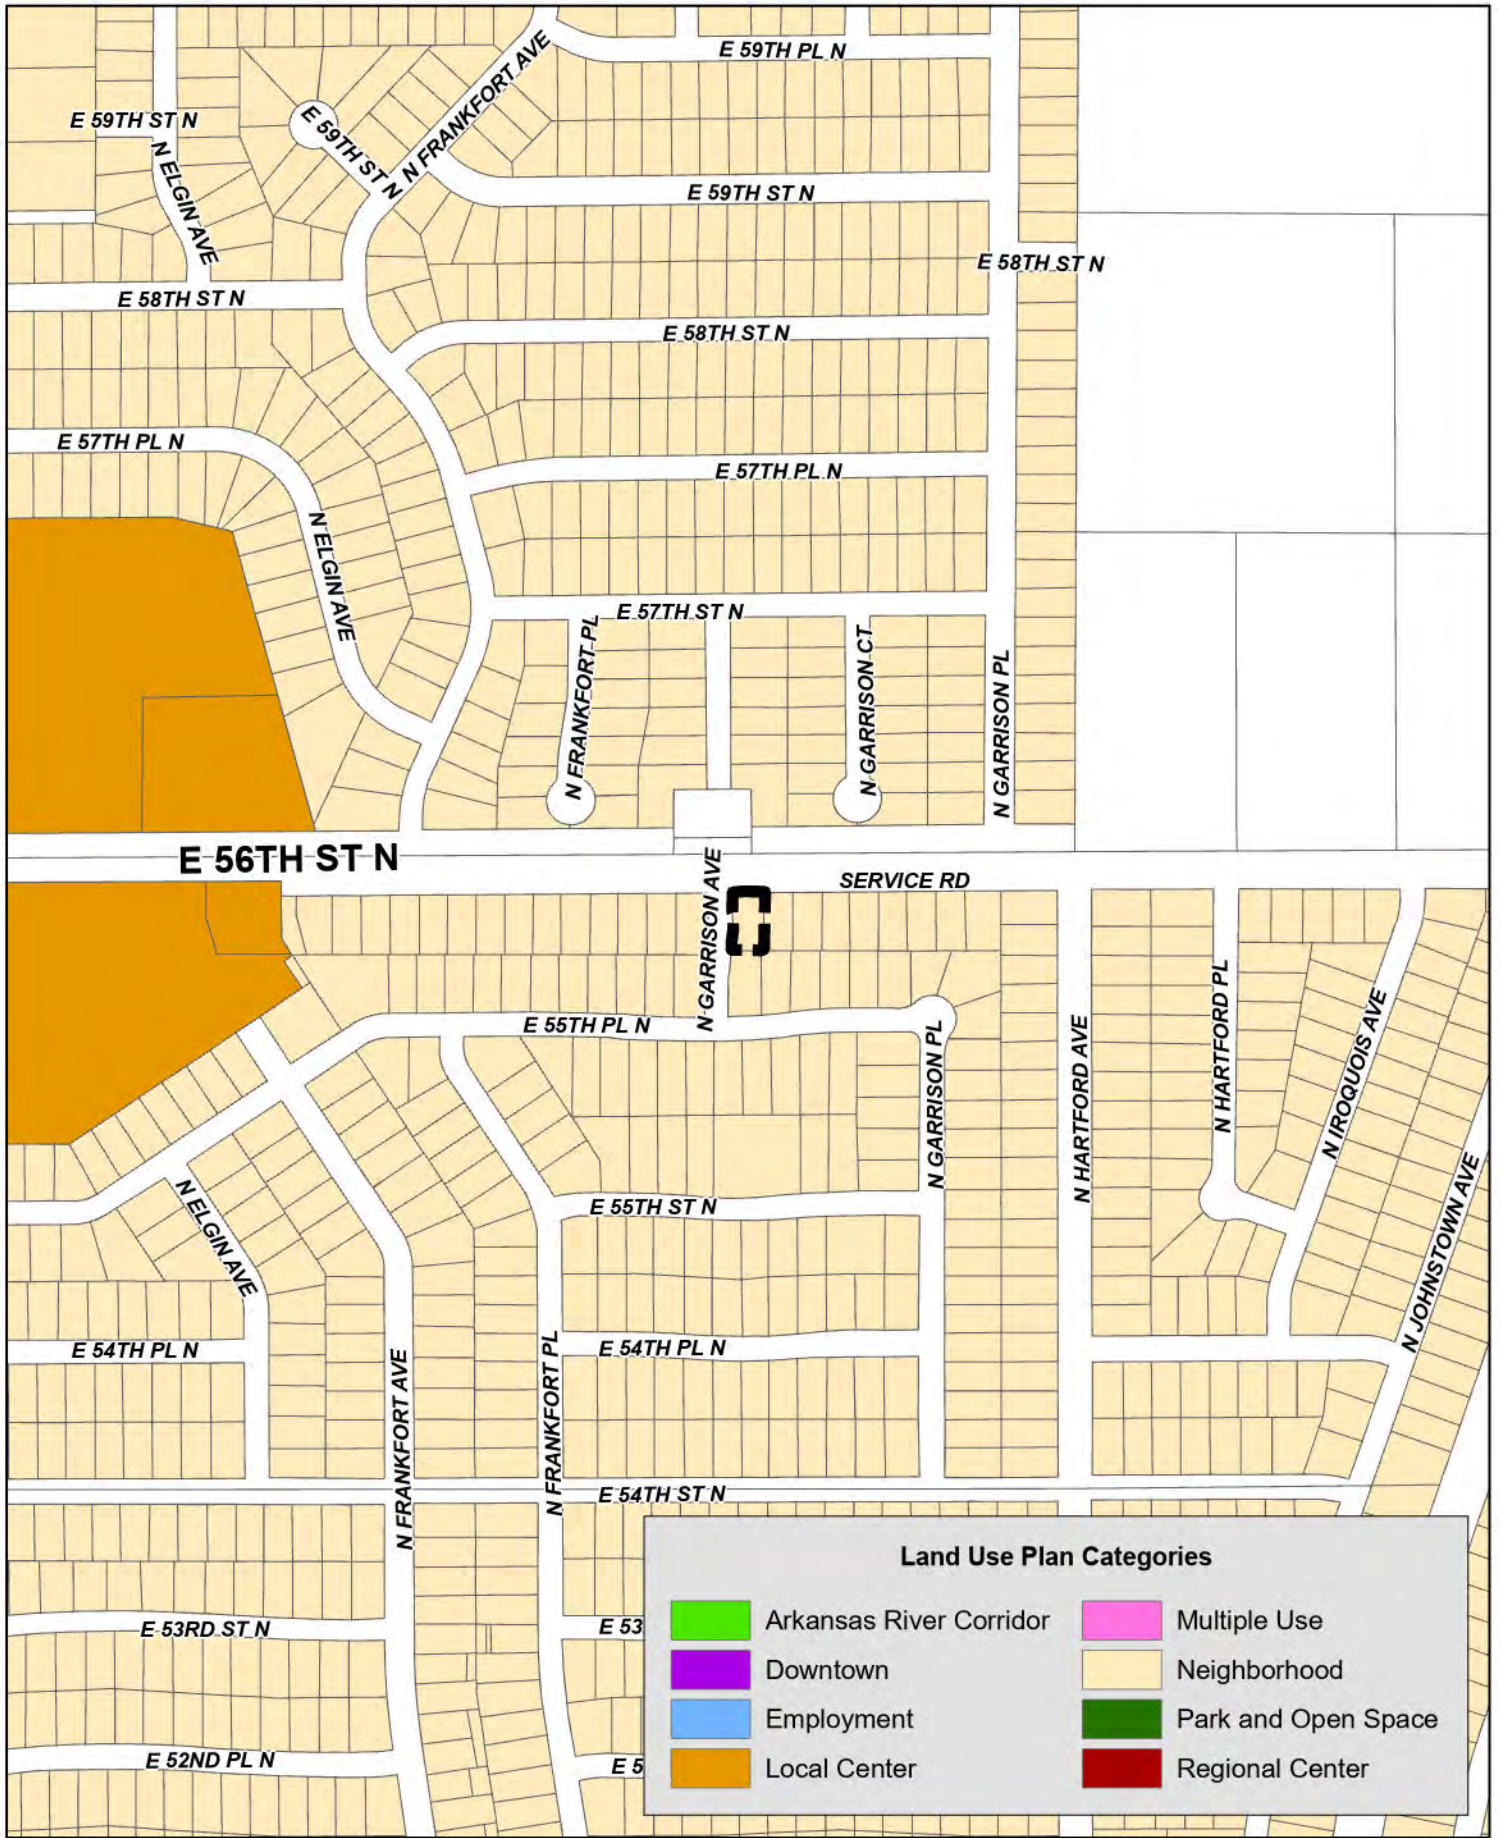 E 59TH PL N
N FRANKFORT AVE
E 59TH ST N
E 59TH ST N
N ELGIN AVE
E 59TH ST N
E 58TH ST N
E 58TH ST N
E 58TH ST N
E 57TH PL N
E 57TH PL N
N ELGIN AVE
E 57TH ST N
N FRANKFORT PL
N GARRISON CT
N GARRISON PL
E 56TH ST N
SERVICE RD
N GARRISON AVE
E 55TH PL N
N GARRISON PL
N HARTFORD AVE
N HARTFORD PL
N IROQUOIS AVE
N JOHNSTOWN AVE
N ELGIN AVE
E 55TH ST N
E 54TH PL N
E 54TH PL N
N FRANKFORT AVE
N FRANKFORT PL
E 54TH ST N
E 53RD ST N
E 53
E 52ND PL N
E 5
Land Use Plan Categories
Arkansas River Corridor
Downtown
Employment
Local Center
Multiple Use
Neighborhood
Park and Open Space
Regional Center